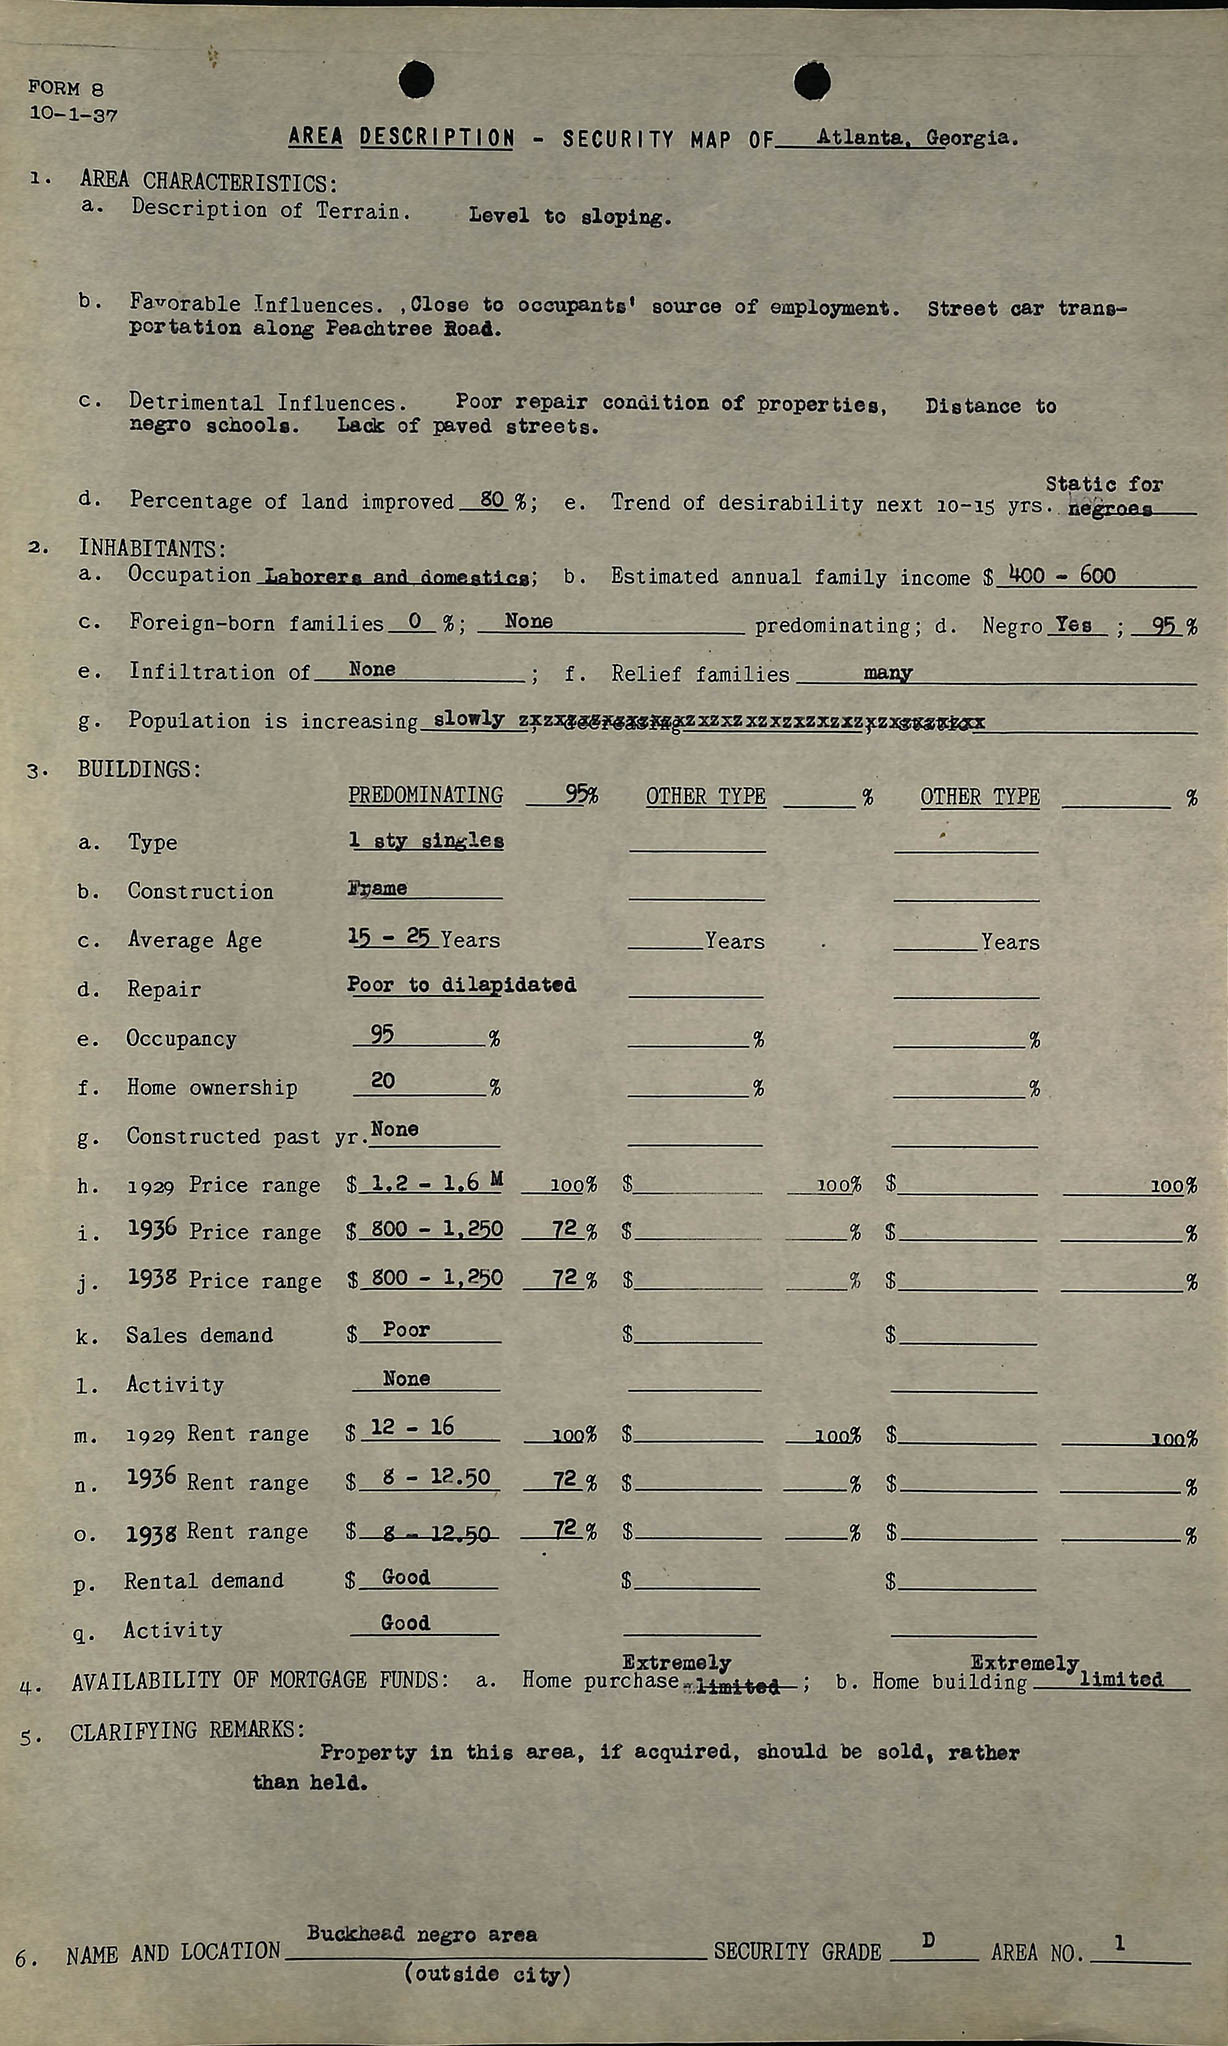 FORM 8
10-1-37
AREA DESCRIPTION - SECURITY MAP OF Atlanta, Georgia.
1. AREA CHARACTERISTICS:
a. Description of Terrain. Level to sloping.
b. Favorable Influences. ,Close to occupants' source of employment. Street car trans-
portation along Peachtree Road.
c. Detrimental Influences. Poor repair condition of properties, Distance to
negro schools. Lack of paved streets.
Static for
d. Percentage of land improved 80 %; e. Trend of desirability next 10-15 yrs. negroes
2. INHABITANTS:
a. Occupation Laborers and domestics; b. Estimated annual family income $ 400 - 600
c. Foreign-born families 0 %; None predominating; d. Negro Yes ; 95 %
e. Infiltration of None ; f. Relief families many
g. Population is increasing slowly ; decreasing ; static
3. BUILDINGS:
PREDOMINATING 95% OTHER TYPE % OTHER TYPE %
a. Type 1 sty singles
b. Construction Frame
c. Average Age 15 - 25 Years Years Years
d. Repair Poor to dilapidated
e. Occupancy 95 % % %
f. Home ownership 20 % % %
g. Constructed past yr. None
h. 1929 Price range $ 1.2 - 1.6 M 100% $ 100% $ 100%
i. 1936 Price range $ 800 - 1,250 72 % $ % $ %
j. 1938 Price range $ 800 - 1,250 72 % $ % $ %
k. Sales demand $ Poor $ $
l. Activity None
m. 1929 Rent range $ 12 - 16 100% $ 100% $ 100%
n. 1936 Rent range $ 8 - 12.50 72 % $ % $ %
o. 1938 Rent range $ 8 - 12.50 72 % $ % $ %
p. Rental demand $ Good $ $
q. Activity Good
Extremely Extremely
4. AVAILABILITY OF MORTGAGE FUNDS: a. Home purchase limited ; b. Home building limited
5. CLARIFYING REMARKS:
Property in this area, if acquired, should be sold, rather
than held.
Buckhead negro area
6. NAME AND LOCATION SECURITY GRADE D AREA NO. 1
(outside city)